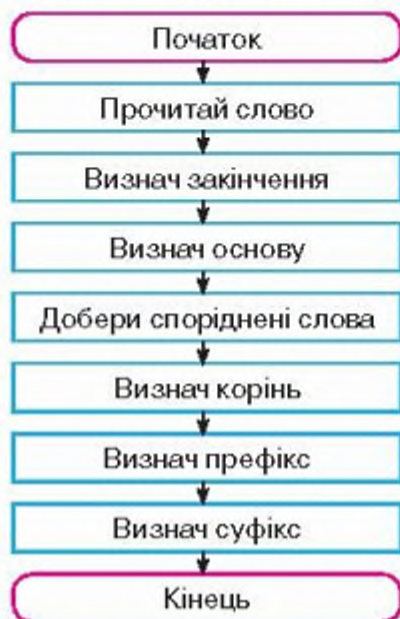 Початок
Прочитай слово
Визнач закінчення
Визнач основу
Добери споріднені слова
Визнач корінь
Визнач префікс
Визнач суфікс
Кінець